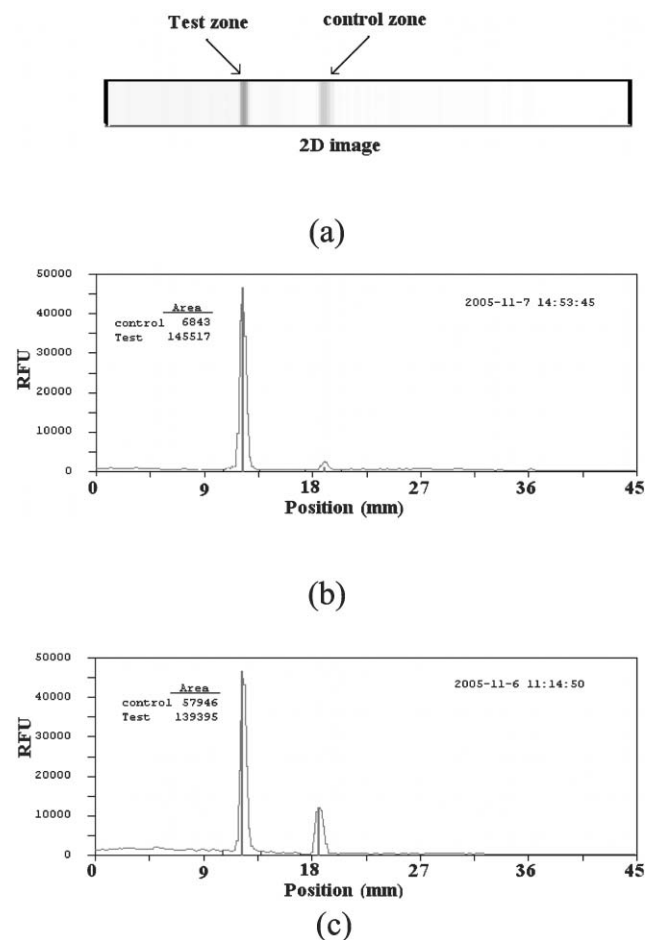 Test zone control zone
2D image
(a)
50000
40000
30000
20000
10000
0
RFU
Area
control 6843
Test 145517
2005-11-7 14:53:45
0 9 18 27 36 45
Position (mm)
(b)
50000
40000
30000
20000
10000
0
RFU
Area
control 57946
Test 139395
2005-11-6 11:14:50
0 9 18 27 36 45
Position (mm)
(c)